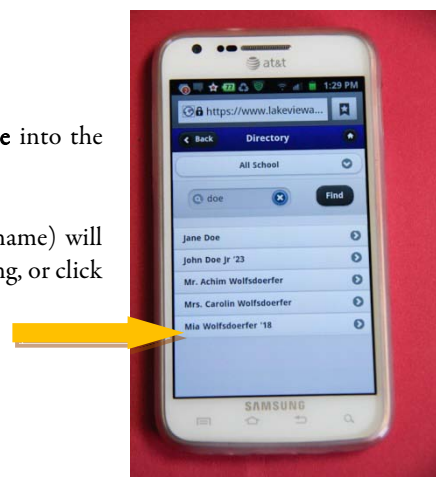 e into the
name) will
ng, or click
at&t
77 1:29 PM
https://www.lakeviewa...
Back Directory
All School
doe Find
Jane Doe
John Doe Jr '23
Mr. Achim Wolfsdoerfer
Mrs. Carolin Wolfsdoerfer
Mia Wolfsdoerfer '18
SAMSUNG